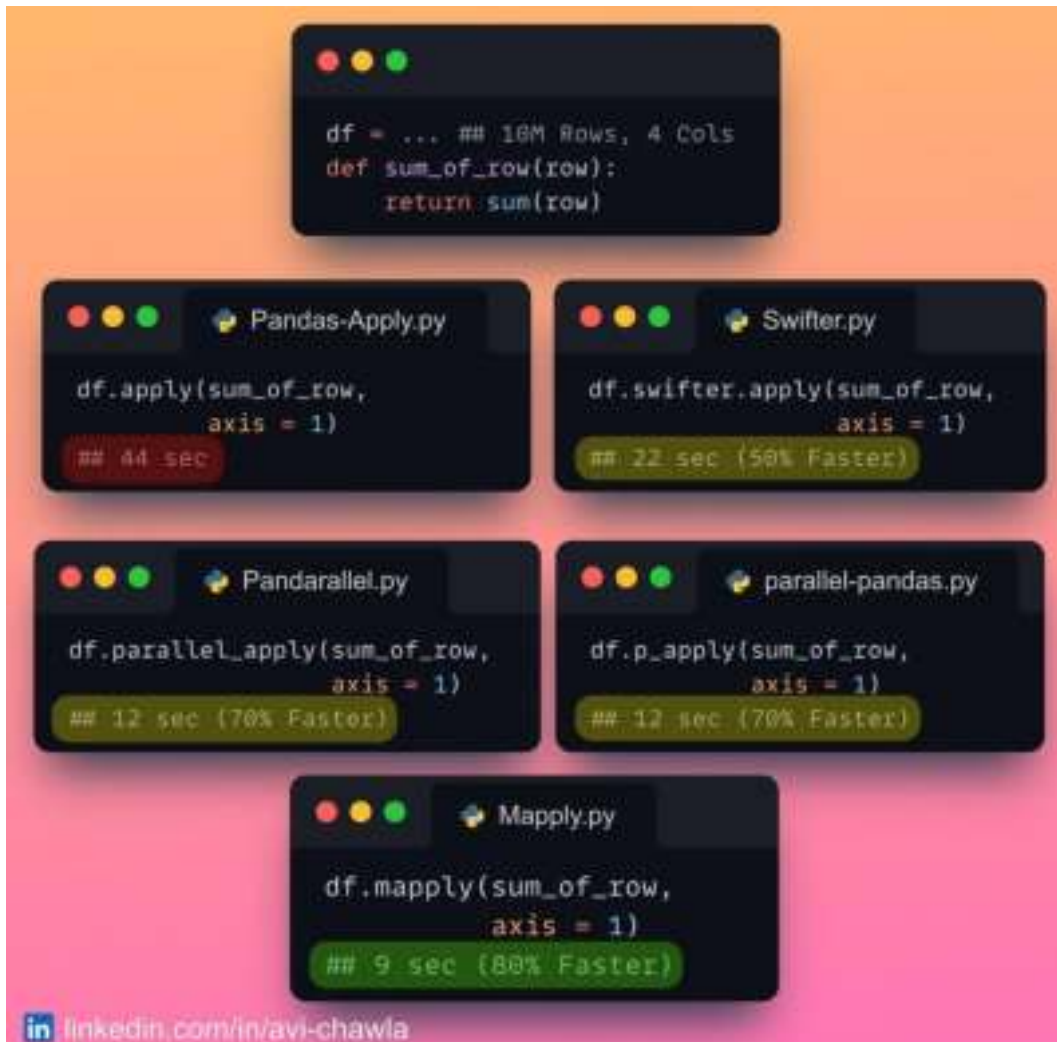 df = ... ## 10M Rows, 4 Cols
def sum_of_row(row):
    return sum(row)
Pandas-Apply.py
df.apply(sum_of_row,
         axis = 1)
## 44 sec
Swifter.py
df.swifter.apply(sum_of_row,
                 axis = 1)
## 22 sec (50% Faster)
Pandarallel.py
df.parallel_apply(sum_of_row,
                  axis = 1)
## 12 sec (70% Faster)
parallel-pandas.py
df.p_apply(sum_of_row,
           axis = 1)
## 12 sec (70% Faster)
Mapply.py
df.mapply(sum_of_row,
          axis = 1)
## 9 sec (80% Faster)
in linkedin.com/in/avi-chawla